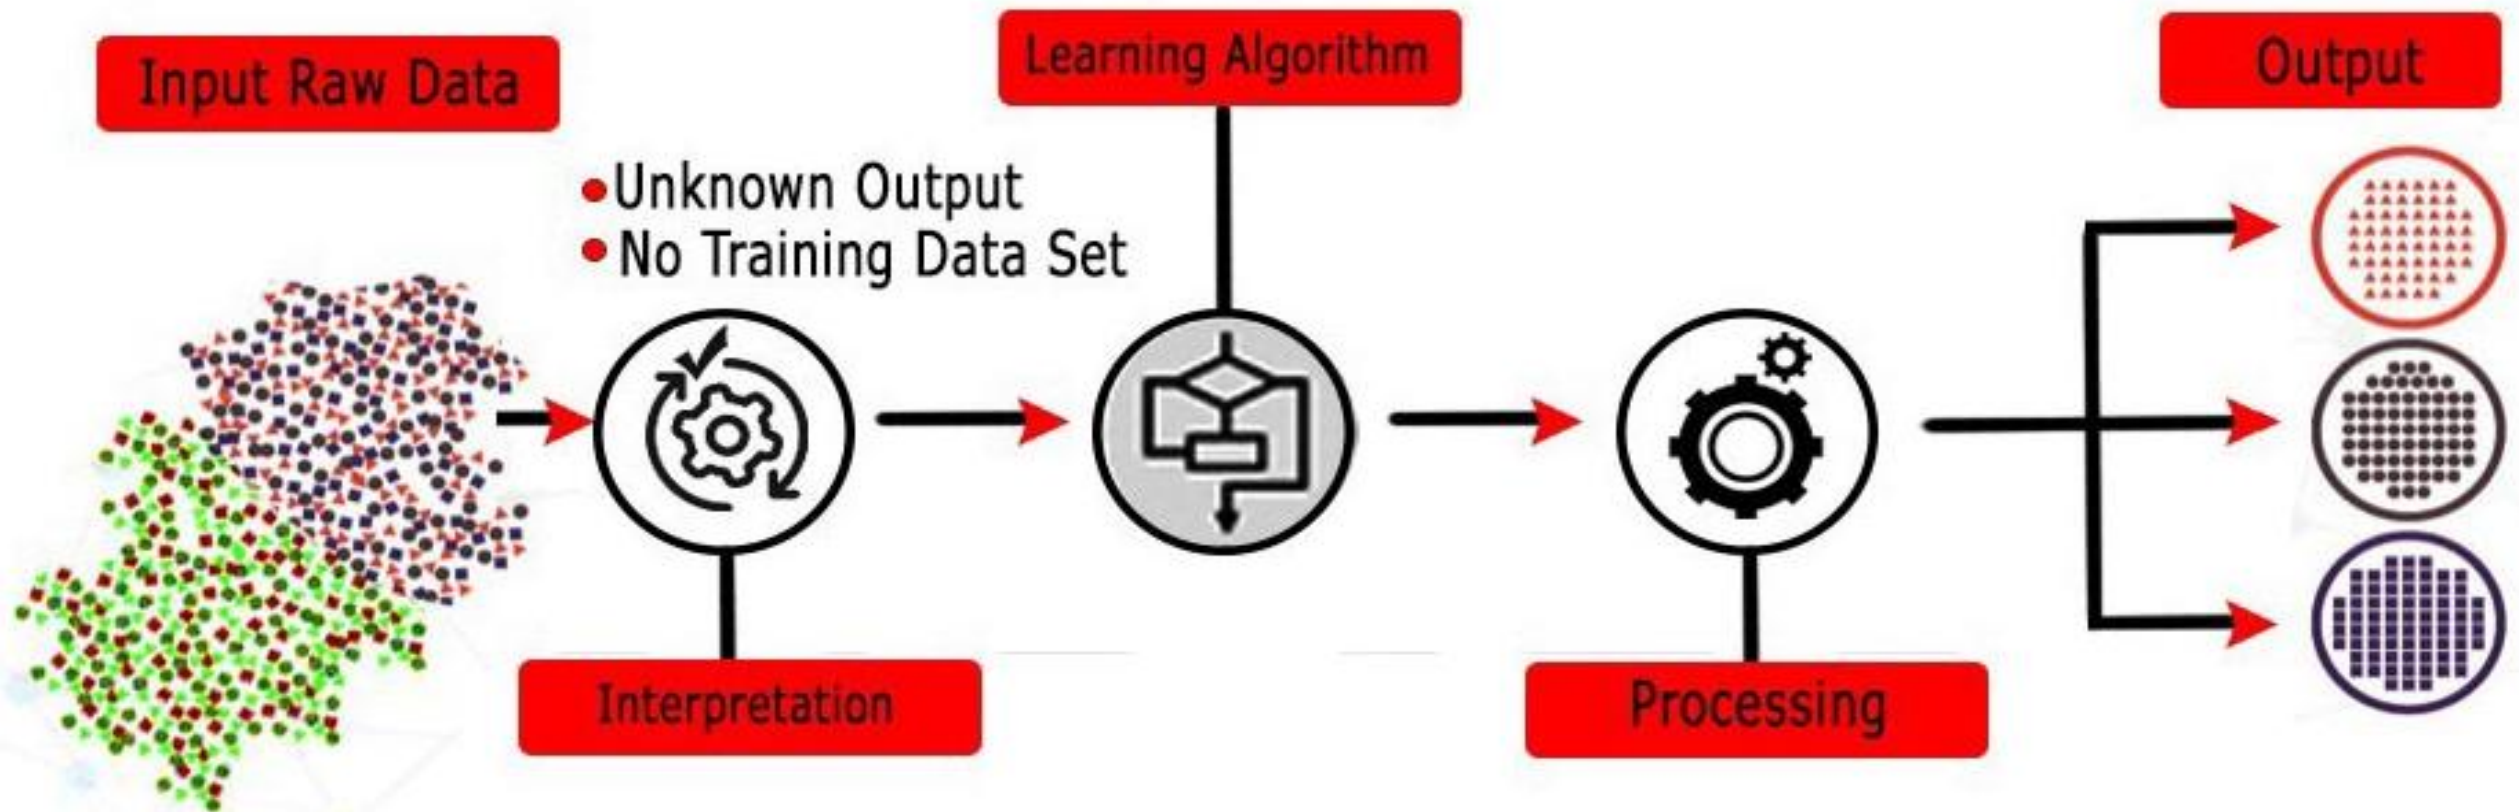 Input Raw Data
Learning Algorithm
Output
Unknown Output
No Training Data Set
Interpretation
Processing